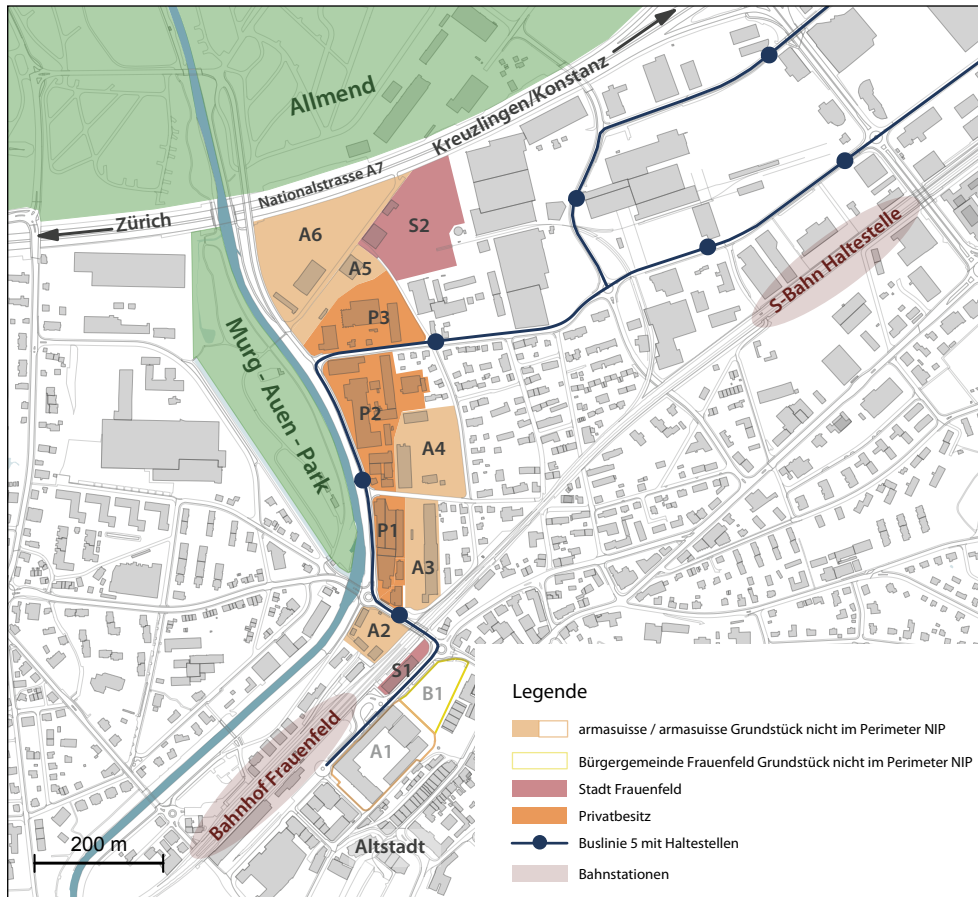 Allmend
Kreuzlingen/Konstanz
Nationalstrasse A7
Zürich
A6
S2
A5
S-Bahn Haltestelle
P3
Murg - Auen - Park
P2
A4
P1
A3
A2
S1
B1
A1
Bahnhof Frauenfeld
Altstadt
200 m
Legende
armasuisse / armasuisse Grundstück nicht im Perimeter NIP
Bürgergemeinde Frauenfeld Grundstück nicht im Perimeter NIP
Stadt Frauenfeld
Privatbesitz
Buslinie 5 mit Haltestellen
Bahnstationen